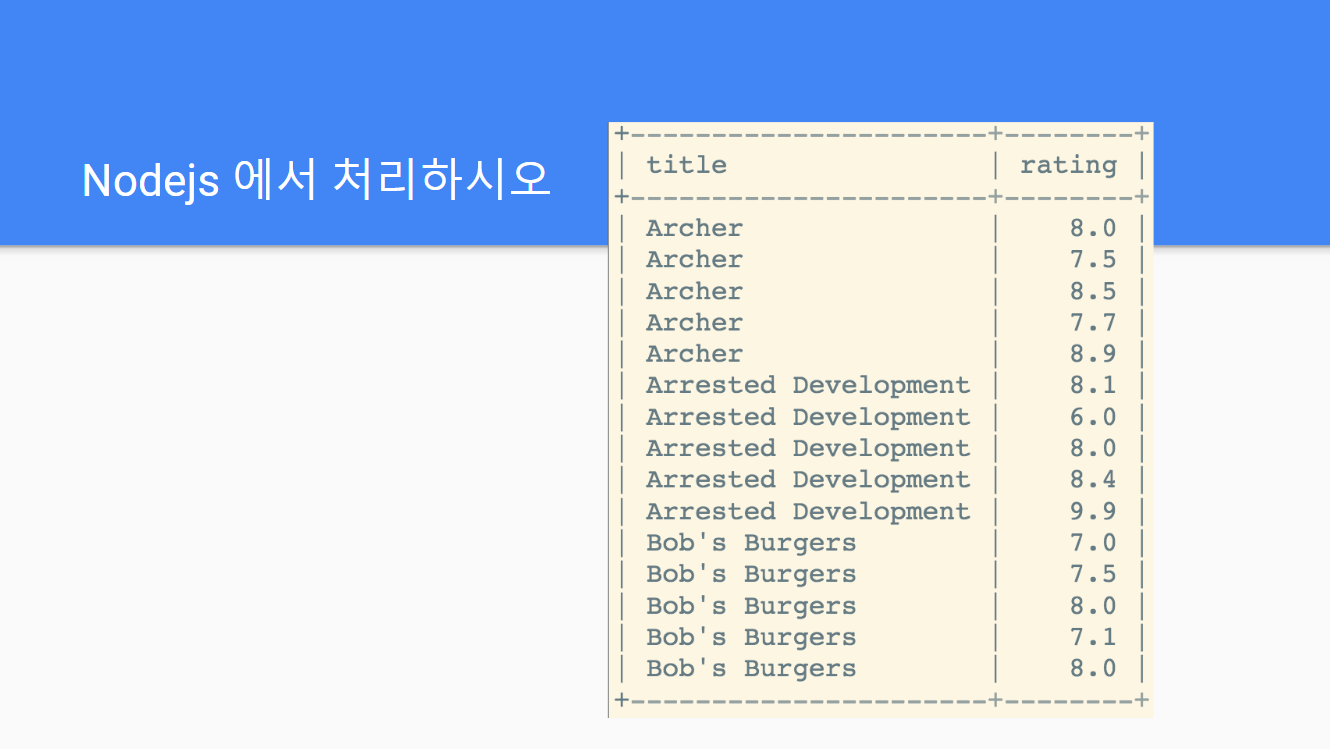 Nodejs 에서 처리하시오
+----------------------+--------+
| title                | rating |
+----------------------+--------+
| Archer               |    8.0 |
| Archer               |    7.5 |
| Archer               |    8.5 |
| Archer               |    7.7 |
| Archer               |    8.9 |
| Arrested Development |    8.1 |
| Arrested Development |    6.0 |
| Arrested Development |    8.0 |
| Arrested Development |    8.4 |
| Arrested Development |    9.9 |
| Bob's Burgers        |    7.0 |
| Bob's Burgers        |    7.5 |
| Bob's Burgers        |    8.0 |
| Bob's Burgers        |    7.1 |
| Bob's Burgers        |    8.0 |
+----------------------+--------+